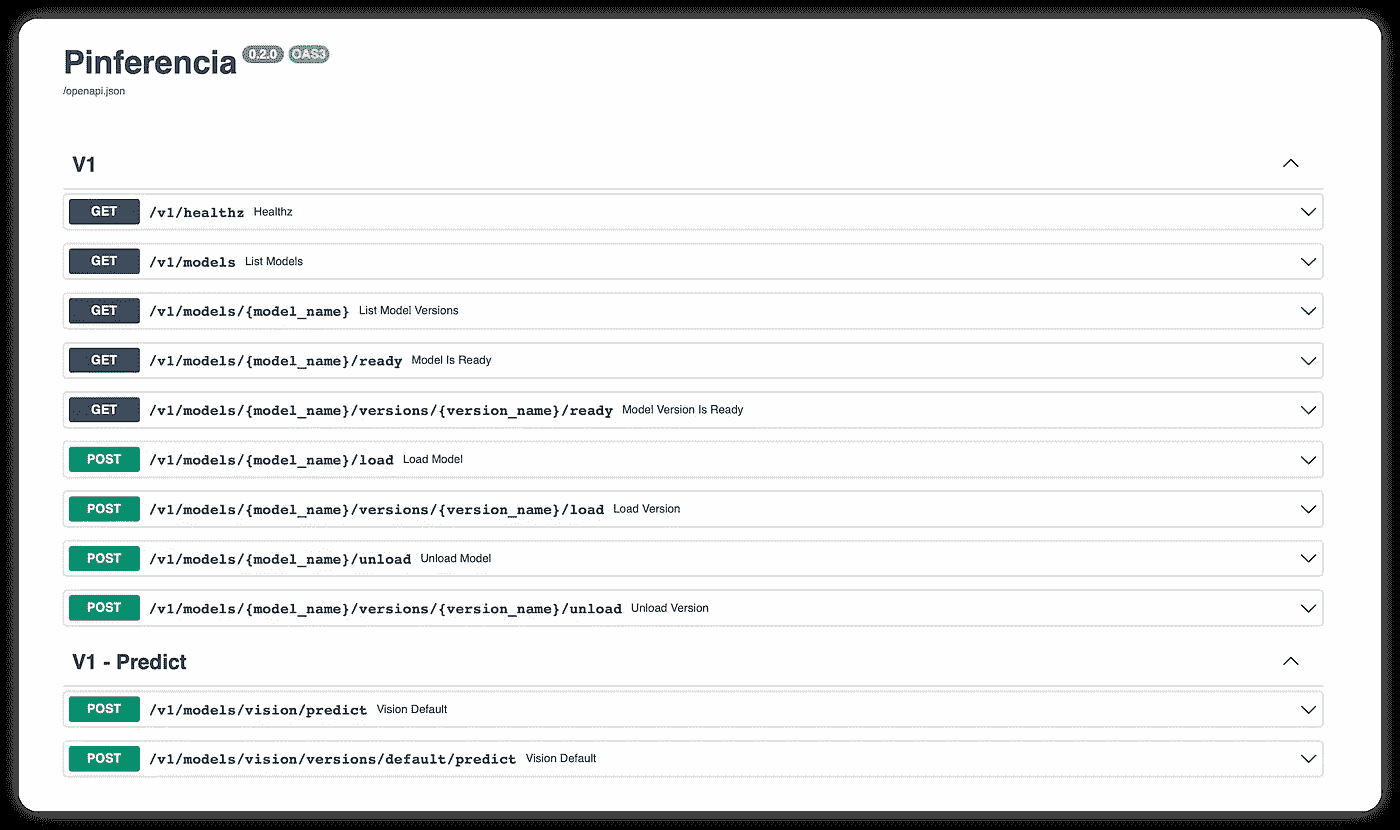 Pinferencia 0.2.0 OAS3
/openapi.json
V1
GET /v1/healthz Healthz
GET /v1/models List Models
GET /v1/models/{model_name} List Model Versions
GET /v1/models/{model_name}/ready Model Is Ready
GET /v1/models/{model_name}/versions/{version_name}/ready Model Version Is Ready
POST /v1/models/{model_name}/load Load Model
POST /v1/models/{model_name}/versions/{version_name}/load Load Version
POST /v1/models/{model_name}/unload Unload Model
POST /v1/models/{model_name}/versions/{version_name}/unload Unload Version
V1 - Predict
POST /v1/models/vision/predict Vision Default
POST /v1/models/vision/versions/default/predict Vision Default